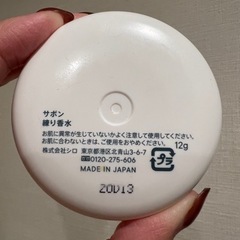 サボン
練り香水
お肌に異常が生じていないかよく注意して使用してください。
お肌に合わないときは、ご使用をおやめください。 12g
株式会社シロ 東京都港区北青山3-6-7
0120-275-606
MADE IN JAPAN
プラ